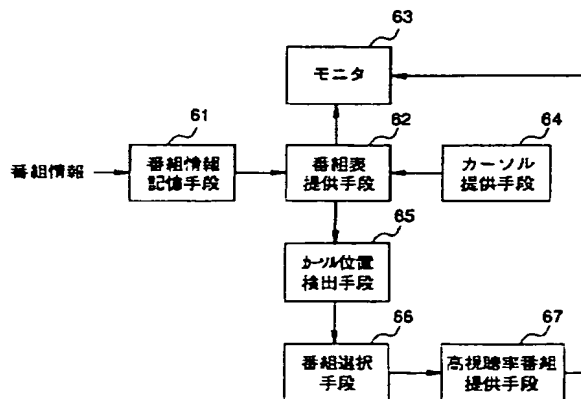 63
モニタ
61
62
64
番組情報
番組情報
記憶手段
番組表
提供手段
カーソル
提供手段
65
カーソル位置
検出手段
66
67
番組選択
手段
高視聴率番組
提供手段